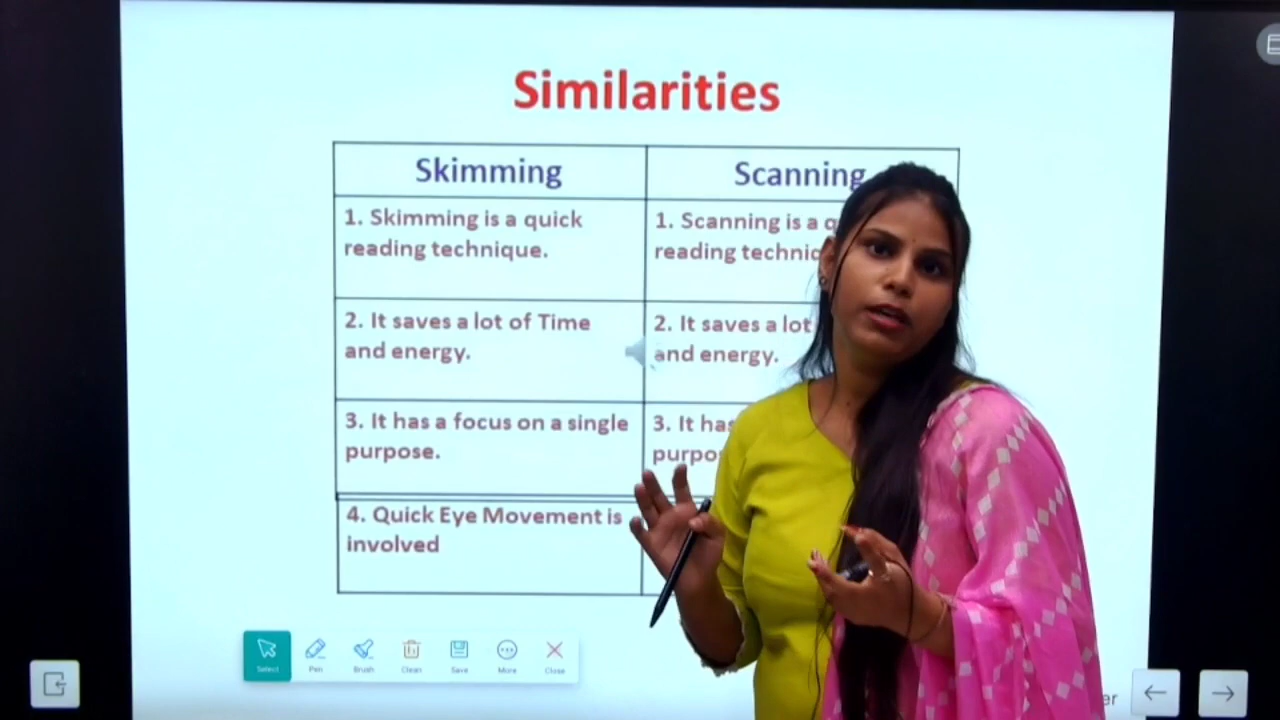 Similarities
Skimming
Scanning
1. Skimming is a quick
reading technique.
1. Scanning is a
reading
2. It saves a lot of Time
and energy.
2. It saves a lot
and energy.
3. It has a focus on a single
purpose.
3. It has
4. Quick Eye Movement is
involved
Select
Pen
Brush
Clean
Save
More
Close